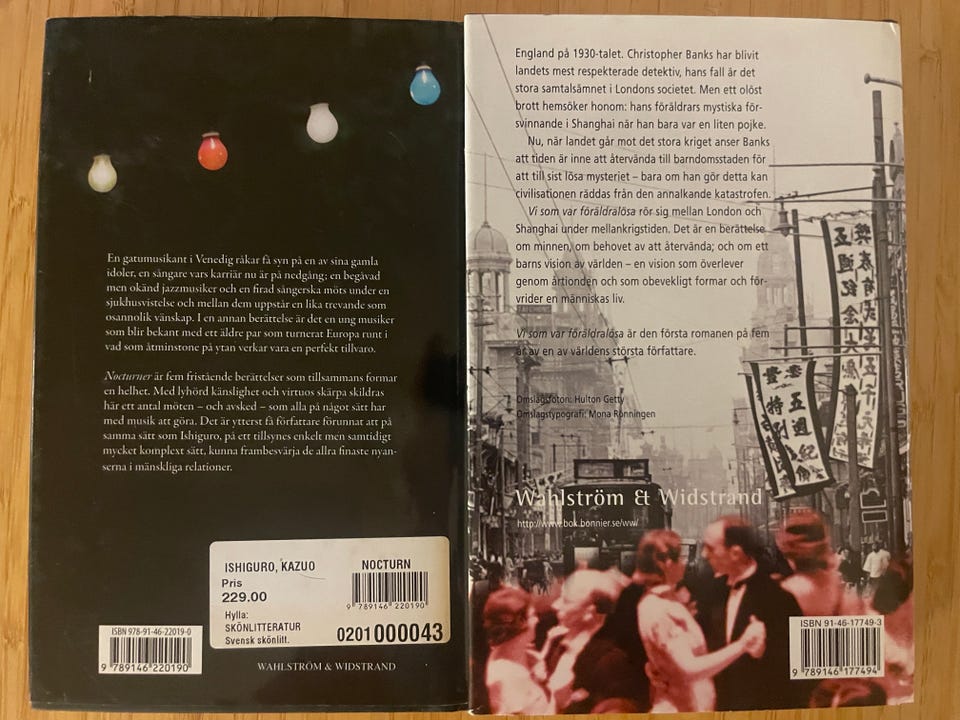 En gatumusikant i Venedig råkar få syn på en av sina gamla
idoler, en sångare vars karriär nu är på nedgång; en begåvad
men okänd jazzmusiker och en firad sångerska möts under en
sjukhusvistelse och mellan dem uppstår en lika trevande som
osannolik vänskap. I en annan berättelse är det en ung musiker
som blir bekant med ett äldre par som turnerat Europa runt i
vad som åtminstone på ytan verkar vara en perfekt tillvaro.
Nocturner är fem fristående berättelser som tillsammans formar
en helhet. Med lyhörd känslighet och virtuos skärpa skildras
här ett antal möten – och avsked – som alla på något sätt har
med musik att göra. Det är ytterst få författare förunnat att på
samma sätt som Ishiguro, på ett tillsynes enkelt men samtidigt
mycket komplext sätt, kunna frambesvärja de allra finaste nyan-
serna i mänskliga relationer.
ISHIGURO, KAZUO
NOCTURN
Pris
229.00
9 789146 220190
Hylla:
SKÖNLITTERATUR
Svensk skönlitt.
0201000043
ISBN 978-91-46-22019-0
9 789146 220190
WAHLSTRÖM & WIDSTRAND
England på 1930-talet. Christopher Banks har blivit
landets mest respekterade detektiv, hans fall är det
stora samtalsämnet i Londons societet. Men ett olöst
brott hemsöker honom: hans föräldrars mystiska för-
svinnande i Shanghai när han bara var en liten pojke.
Nu, när landet går mot det stora kriget anser Banks
att tiden är inne att återvända till barndomsstaden för
att till sist lösa mysteriet – bara om han gör detta kan
civilisationen räddas från den annalkande katastrofen.
Vi som var föräldralösa rör sig mellan London och
Shanghai under mellankrigstiden. Det är en berättelse
om minnen, om behovet av att återvända; och om ett
barns vision av världen – en vision som överlever
genom årtionden och som obevekligt formar och för-
vrider en människas liv.
Vi som var föräldralösa är den första romanen på fem
år av en av världens största författare.
Omslagsfoton: Hulton Getty
Omslagstypografi: Mona Rönningen
Wahlström & Widstrand
http://www.bok.bonnier.se/ww/
ISBN 91-46-17749-3
9 789146 177494